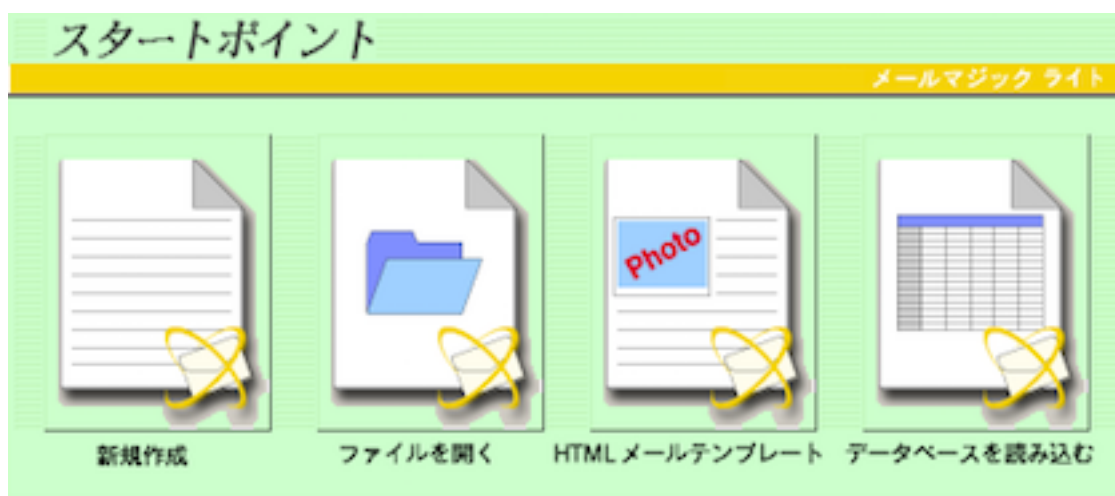 スタートポイント
メールマジック ライト
Photo
新規作成
ファイルを開く
HTML メールテンプレート
データベースを読み込む